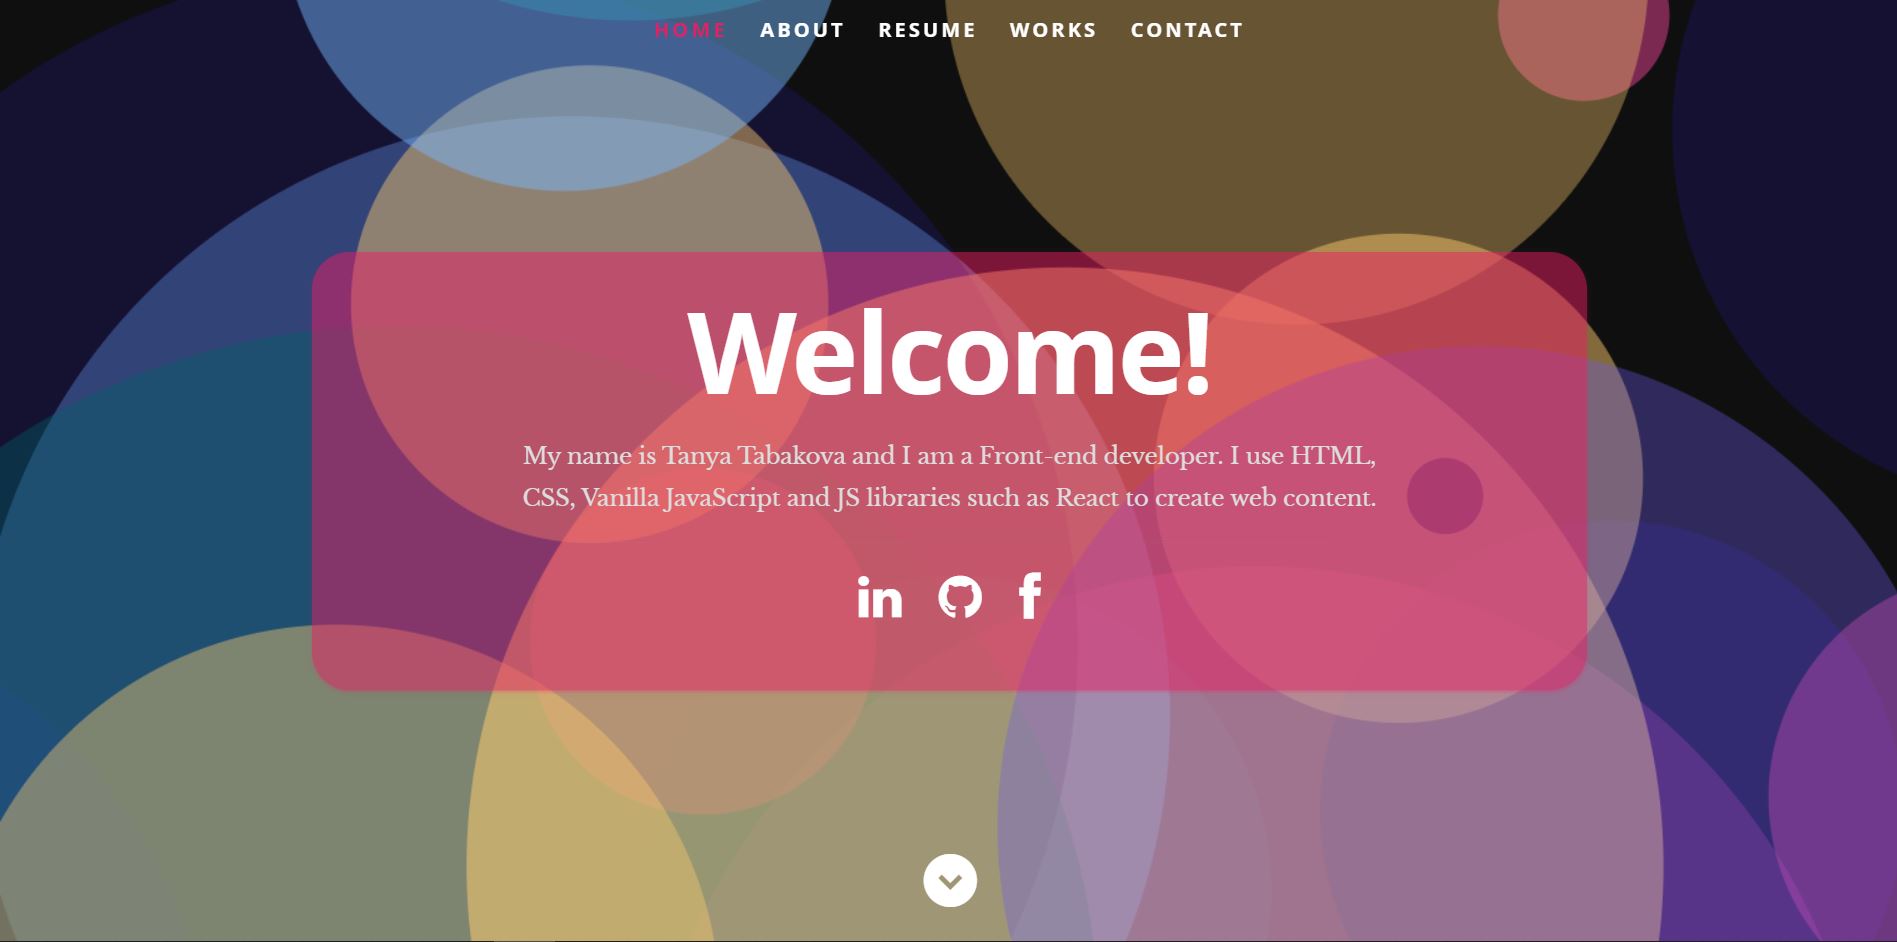 HOME ABOUT RESUME WORKS CONTACT
Welcome!
My name is Tanya Tabakova and I am a Front-end developer. I use HTML,
CSS, Vanilla JavaScript and JS libraries such as React to create web content.
in f